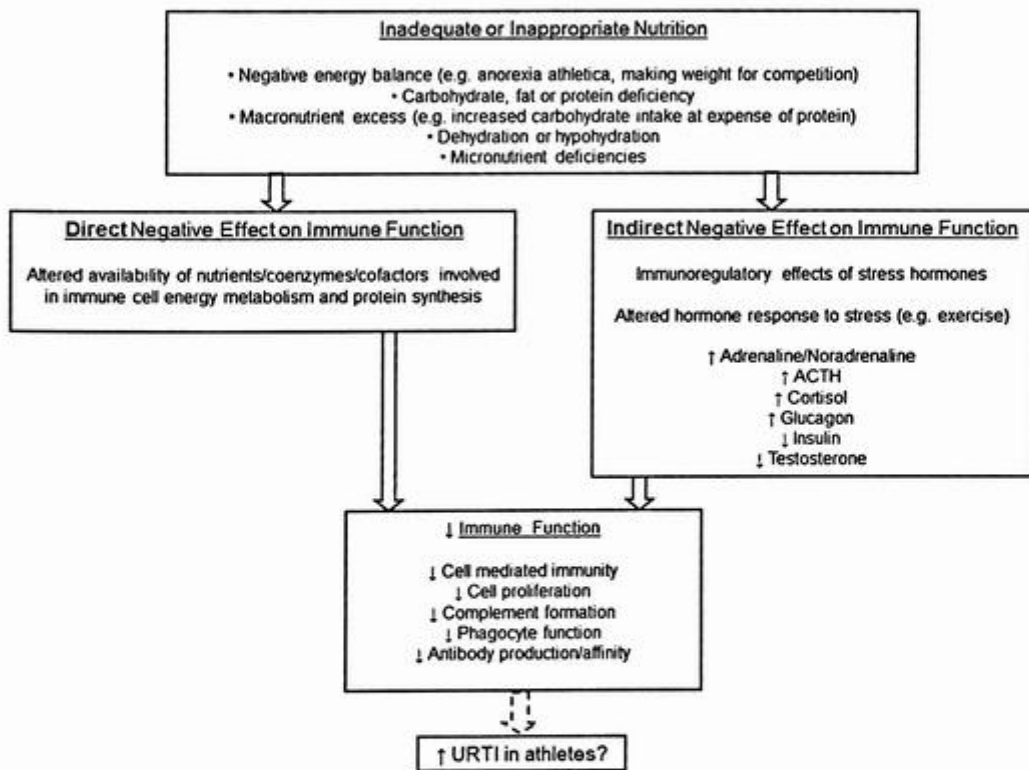 Inadequate or Inappropriate Nutrition
• Negative energy balance (e.g. anorexia athletica, making weight for competition)
• Carbohydrate, fat or protein deficiency
• Macronutrient excess (e.g. increased carbohydrate intake at expense of protein)
• Dehydration or hypohydration
• Micronutrient deficiencies
Direct Negative Effect on Immune Function
Altered availability of nutrients/coenzymes/cofactors involved
in immune cell energy metabolism and protein synthesis
Indirect Negative Effect on Immune Function
Immunoregulatory effects of stress hormones
Altered hormone response to stress (e.g. exercise)
↑ Adrenaline/Noradrenaline
↑ ACTH
↑ Cortisol
↑ Glucagon
↓ Insulin
↓ Testosterone
↓ Immune Function
↓ Cell mediated immunity
↓ Cell proliferation
↓ Complement formation
↓ Phagocyte function
↓ Antibody production/affinity
↑ URTI in athletes?